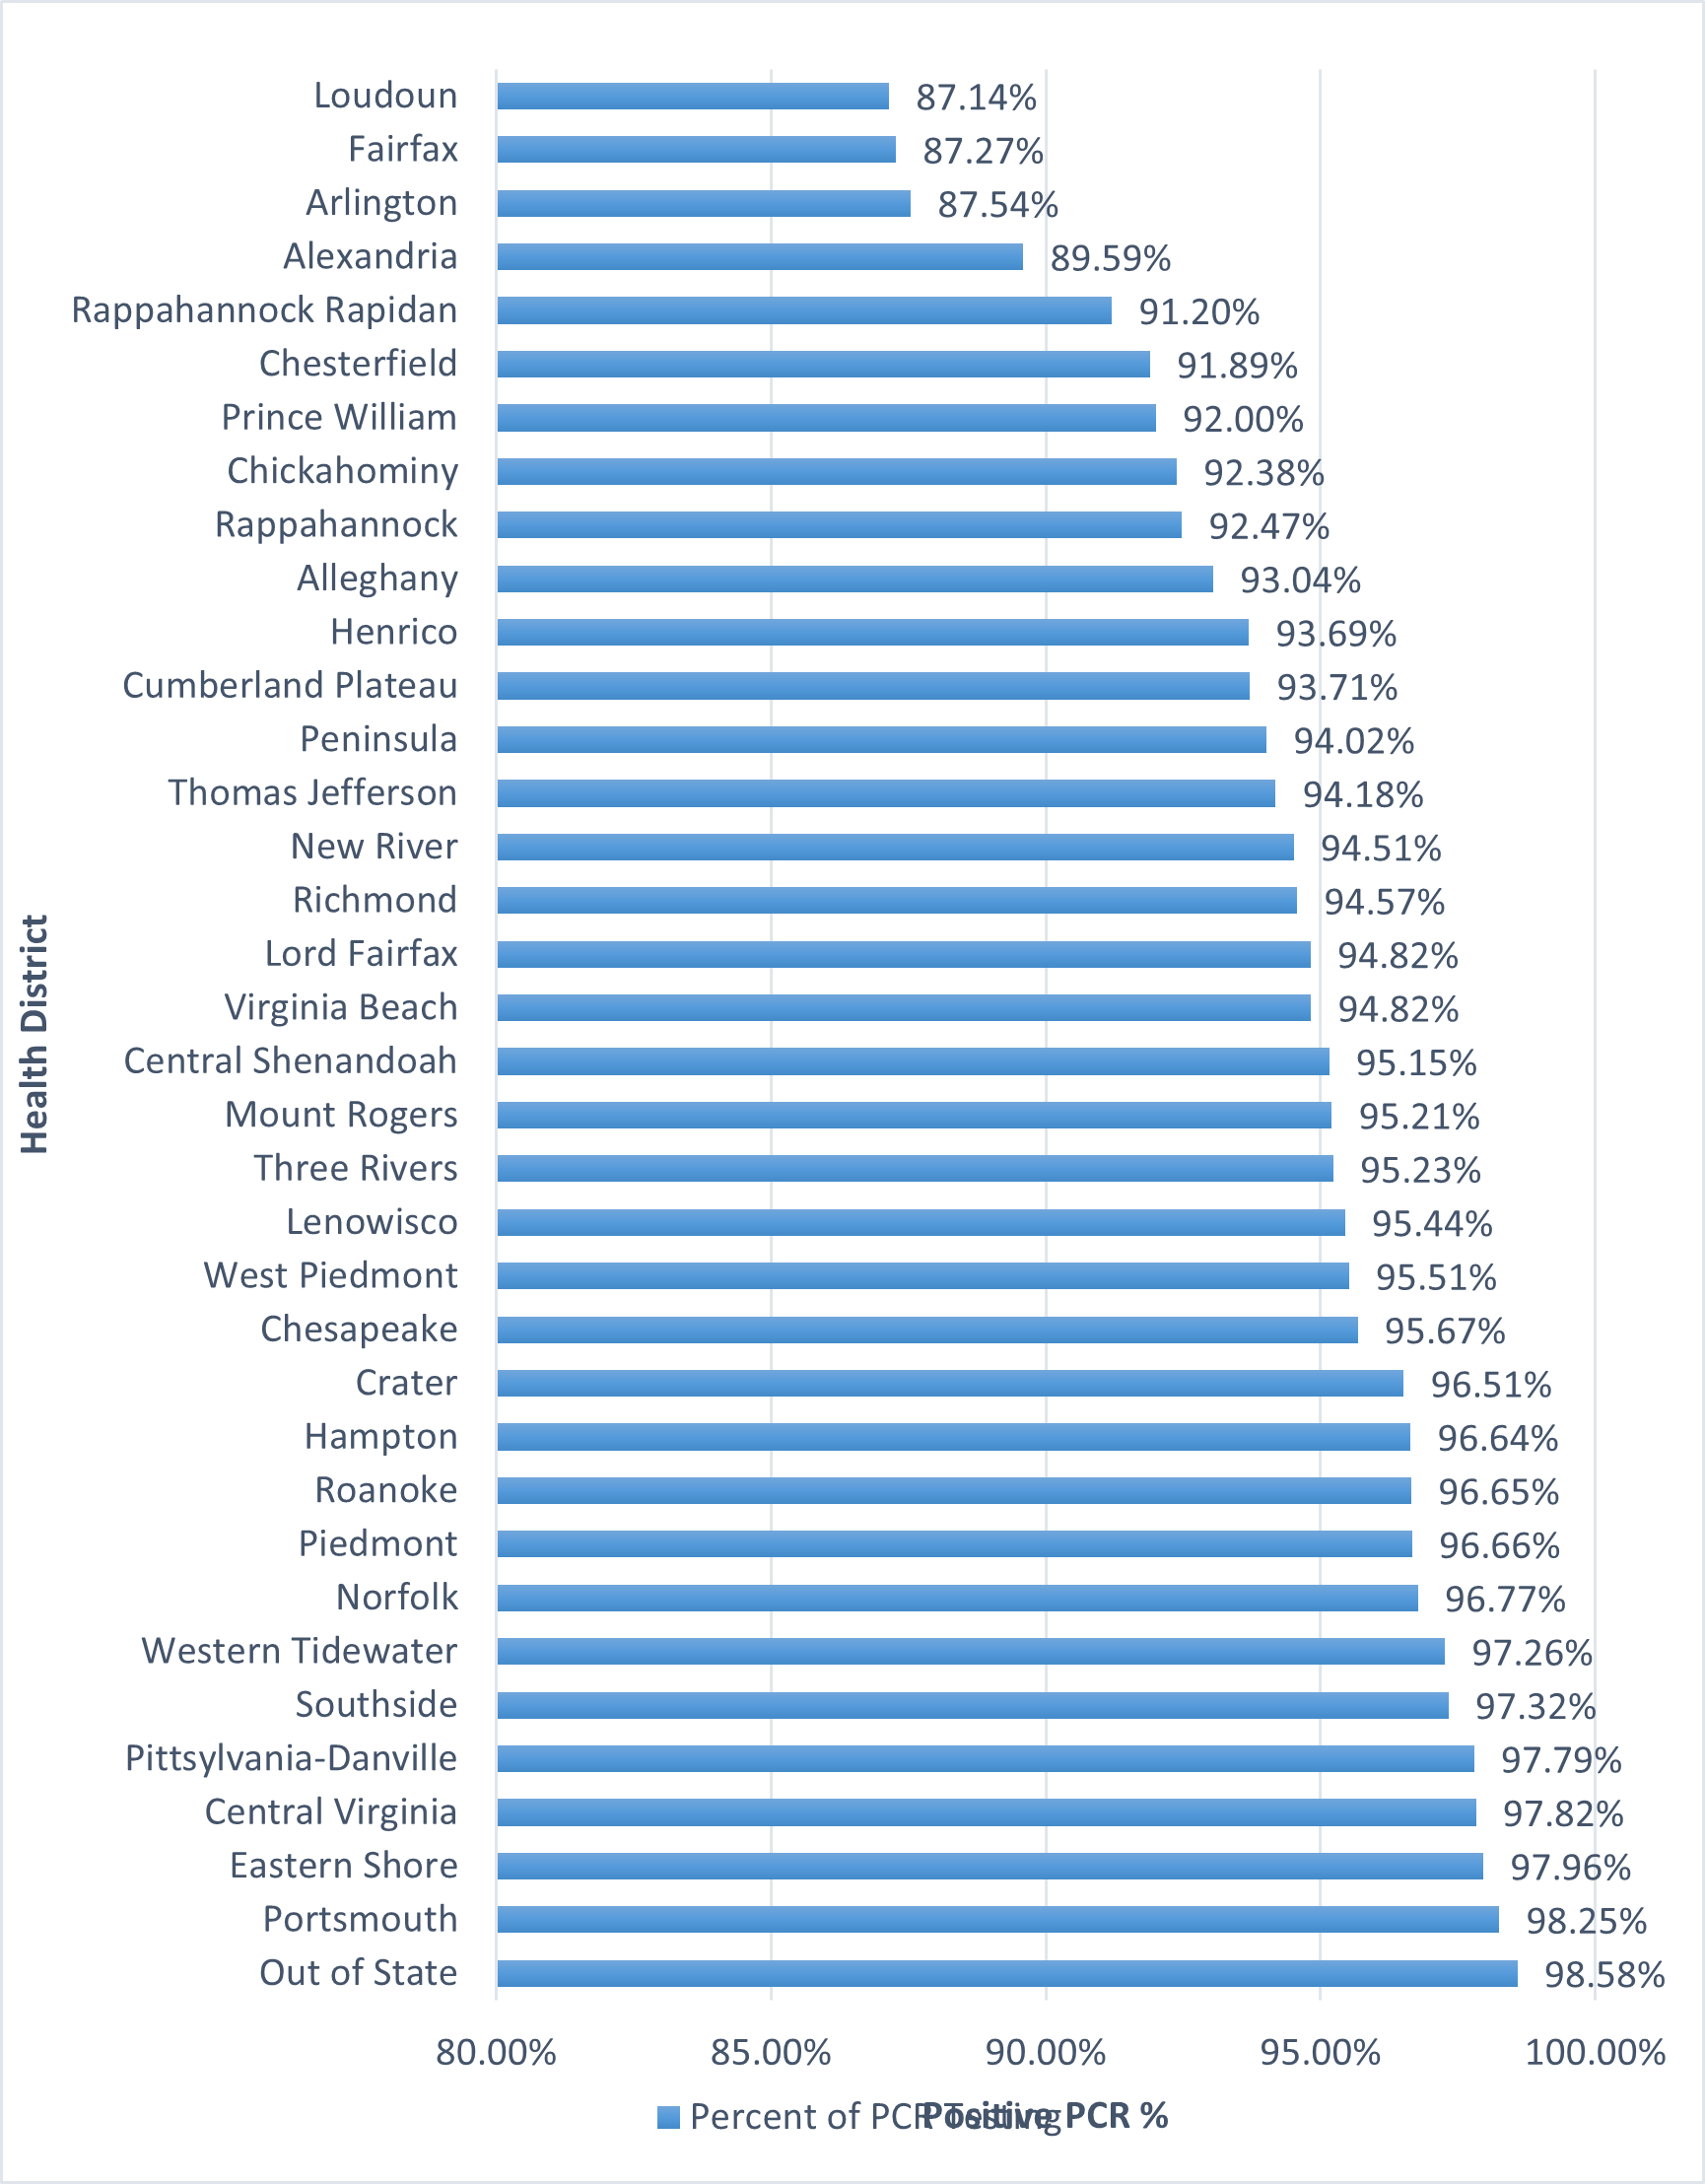 Loudoun 87.14%
Fairfax 87.27%
Arlington 87.54%
Alexandria 89.59%
Rappahannock Rapidan 91.20%
Chesterfield 91.89%
Prince William 92.00%
Chickahominy 92.38%
Rappahannock 92.47%
Alleghany 93.04%
Henrico 93.69%
Cumberland Plateau 93.71%
Peninsula 94.02%
Thomas Jefferson 94.18%
New River 94.51%
Richmond 94.57%
Lord Fairfax 94.82%
Virginia Beach 94.82%
Central Shenandoah 95.15%
Mount Rogers 95.21%
Three Rivers 95.23%
Lenowisco 95.44%
West Piedmont 95.51%
Chesapeake 95.67%
Crater 96.51%
Hampton 96.64%
Roanoke 96.65%
Piedmont 96.66%
Norfolk 96.77%
Western Tidewater 97.26%
Southside 97.32%
Pittsylvania-Danville 97.79%
Central Virginia 97.82%
Eastern Shore 97.96%
Portsmouth 98.25%
Out of State 98.58%
Health District
80.00% 85.00% 90.00% 95.00% 100.00%
Percent of PCR Testing
Positive PCR %